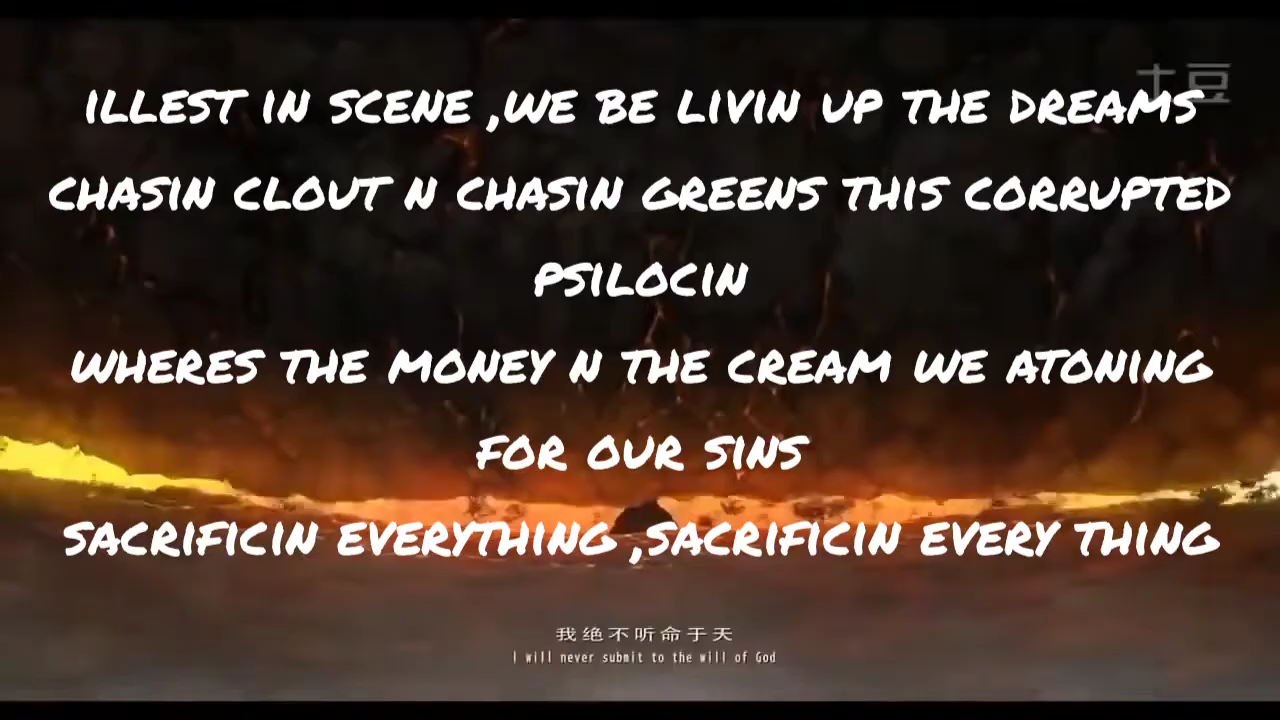 土豆
ILLEST IN SCENE ,WE BE LIVIN UP THE DREAMS
CHASIN CLOUT N CHASIN GREENS THIS CORRUPTED
PSILOCIN
WHERES THE MONEY N THE CREAM WE ATONING
FOR OUR SINS
SACRIFICIN EVERYTHING ,SACRIFICIN EVERY THING
我绝不听命于天
I will never submit to the will of God